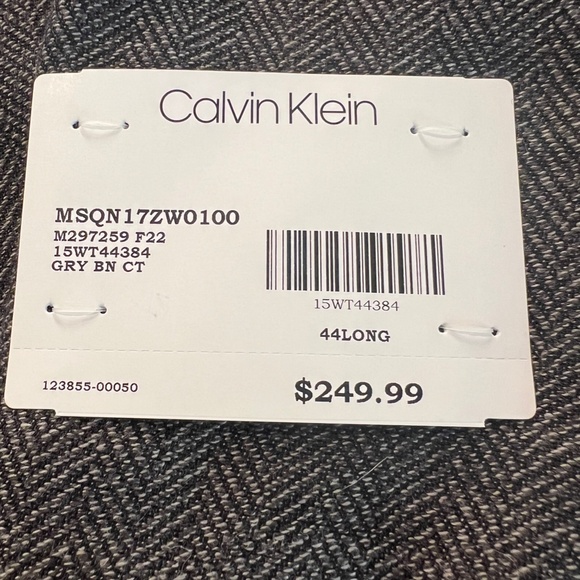 Calvin Klein
MSQN17ZW0100
M297259 F22
15WT44384
GRY BN CT
15WT44384
44LONG
123855-00050
$249.99